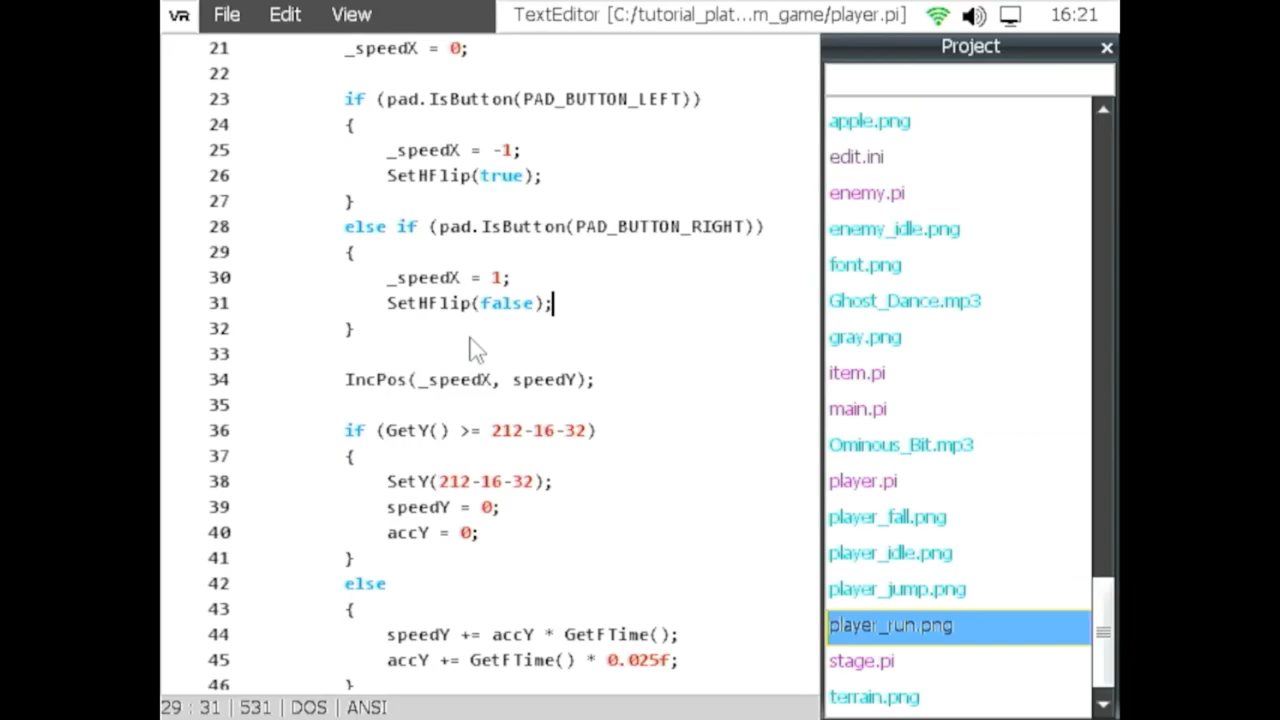 VR File Edit View TextEditor [C:/tutorial_plat...m_game/player.pi] 16:21
21 _speedX = 0;
22
23 if (pad.IsButton(PAD_BUTTON_LEFT))
24 {
25 _speedX = -1;
26 SetHFlip(true);
27 }
28 else if (pad.IsButton(PAD_BUTTON_RIGHT))
29 {
30 _speedX = 1;
31 SetHFlip(false);
32 }
33
34 IncPos(_speedX, speedY);
35
36 if (GetY() >= 212-16-32)
37 {
38 SetY(212-16-32);
39 speedY = 0;
40 accY = 0;
41 }
42 else
43 {
44 speedY += accY * GetFTime();
45 accY += GetFTime() * 0.025f;
46 }
29 : 31 | 531 | DOS | ANSI
Project
apple.png
edit.ini
enemy.pi
enemy_idle.png
font.png
Ghost_Dance.mp3
gray.png
item.pi
main.pi
Ominous_Bit.mp3
player.pi
player_fall.png
player_idle.png
player_jump.png
player_run.png
stage.pi
terrain.png